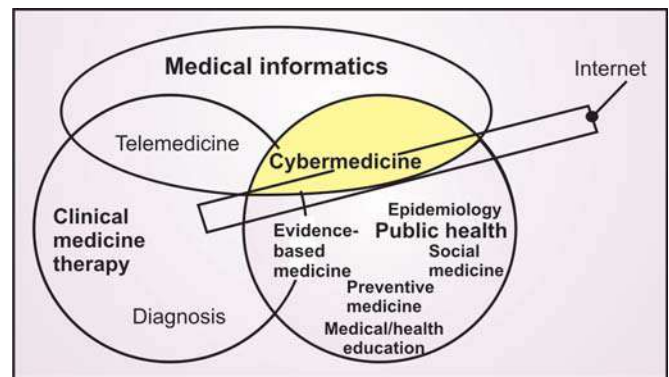 Medical informatics
Internet
Telemedicine
Cybermedicine
Clinical
medicine
therapy
Diagnosis
Evidence-
based
medicine
Epidemiology
Public health
Social
medicine
Preventive
medicine
Medical/health
education